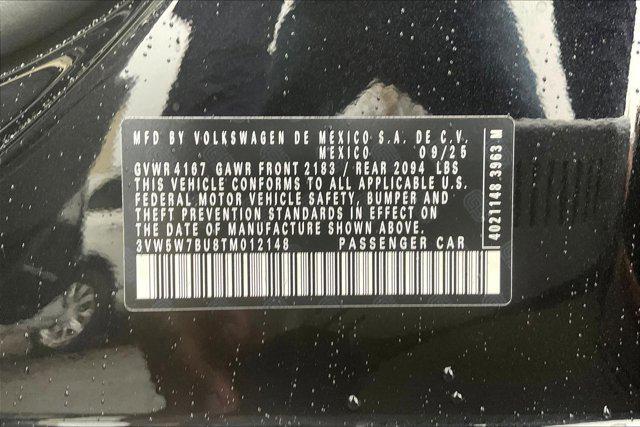 MFD BY VOLKSWAGEN DE MEXICO S.A. DE C.V.
MEXICO 09/25
GVWR 4167 GAWR FRONT 2183 / REAR 2094 LBS
THIS VEHICLE CONFORMS TO ALL APPLICABLE U.S.
FEDERAL MOTOR VEHICLE SAFETY, BUMPER AND
THEFT PREVENTION STANDARDS IN EFFECT ON
DATE OF MANUFACTURE SHOWN ABOVE.
3VW5W7BU8TM012148 PASSENGER CAR
4021148.3963 M